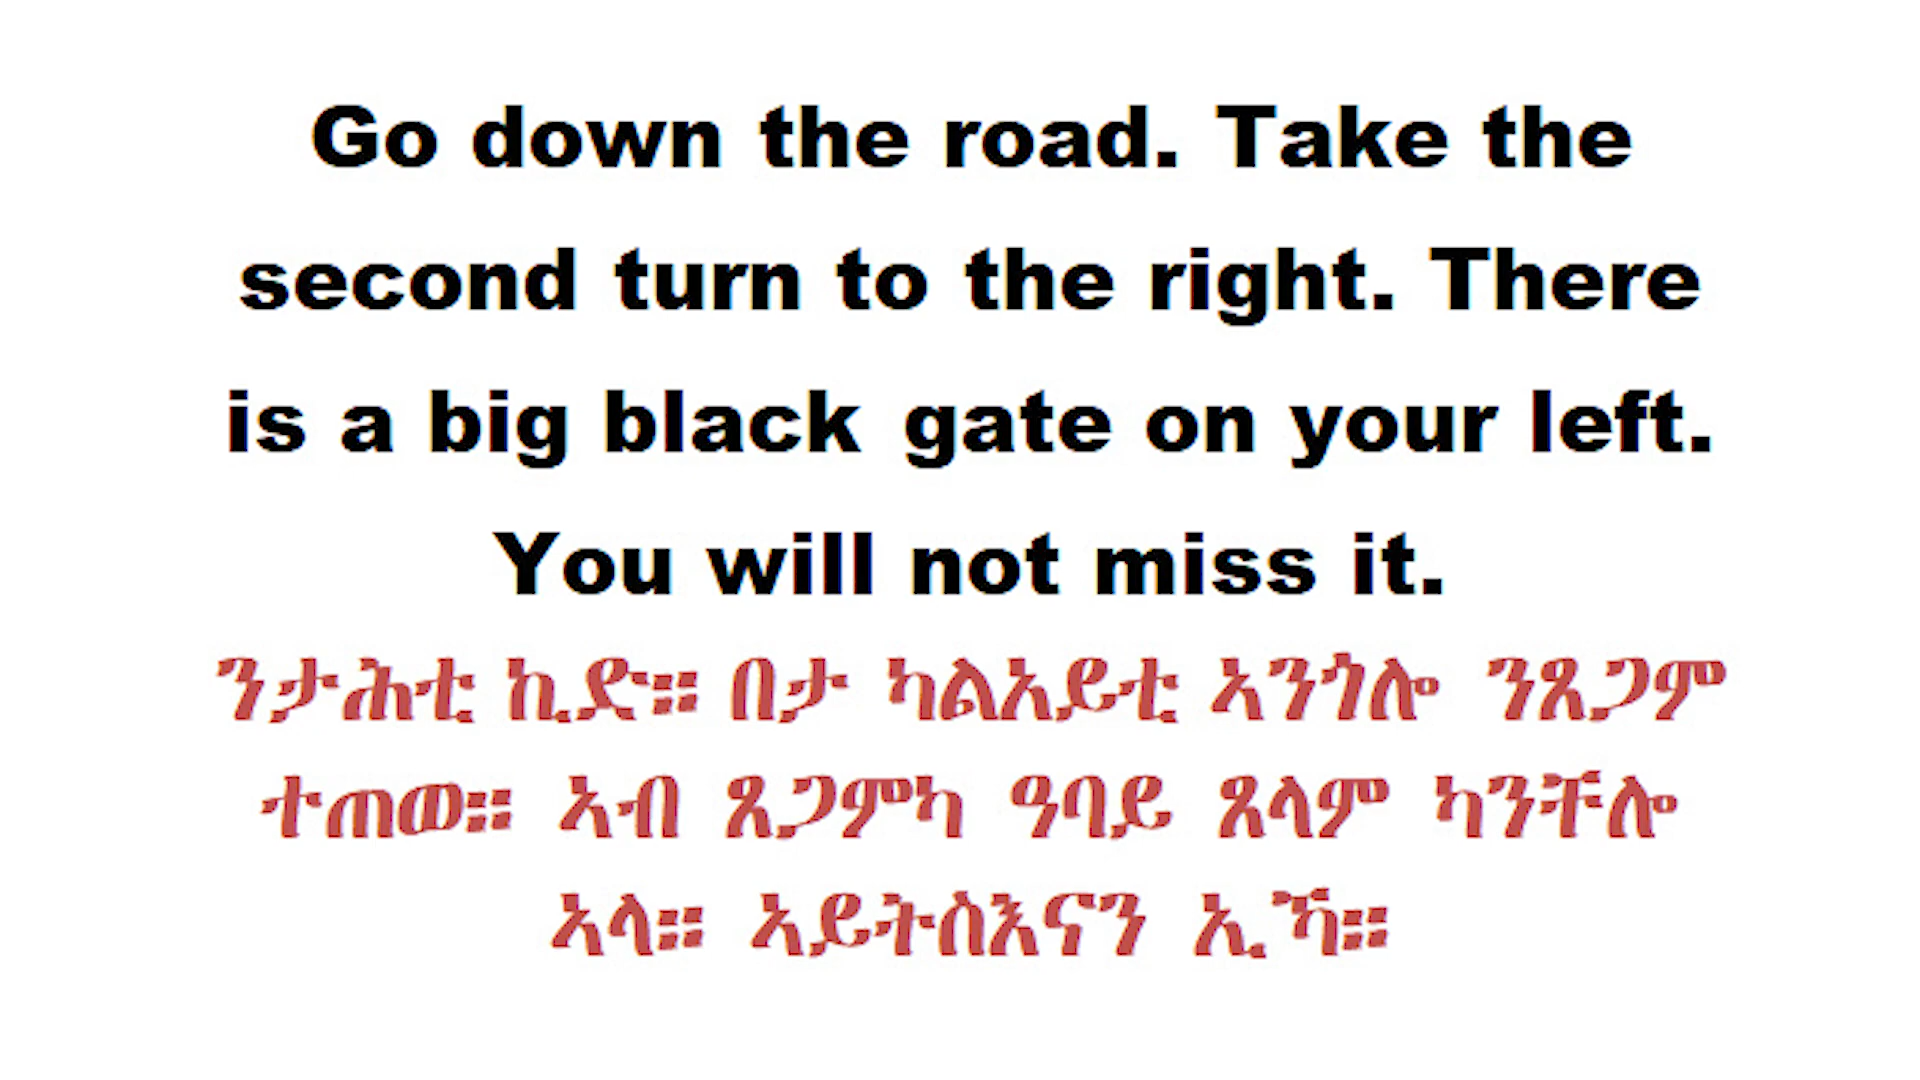 Go down the road. Take the
second turn to the right. There
is a big black gate on your left.
You will not miss it.
ንታሕቲ ኪድ። በታ ካልአይቲ ኣንጎሎ ንጸጋም
ተጠወ። ኣብ ጸጋምካ ዓባይ ጸላም ካንቸሎ
ኣላ። ኣይትስእናን ኢኻ።